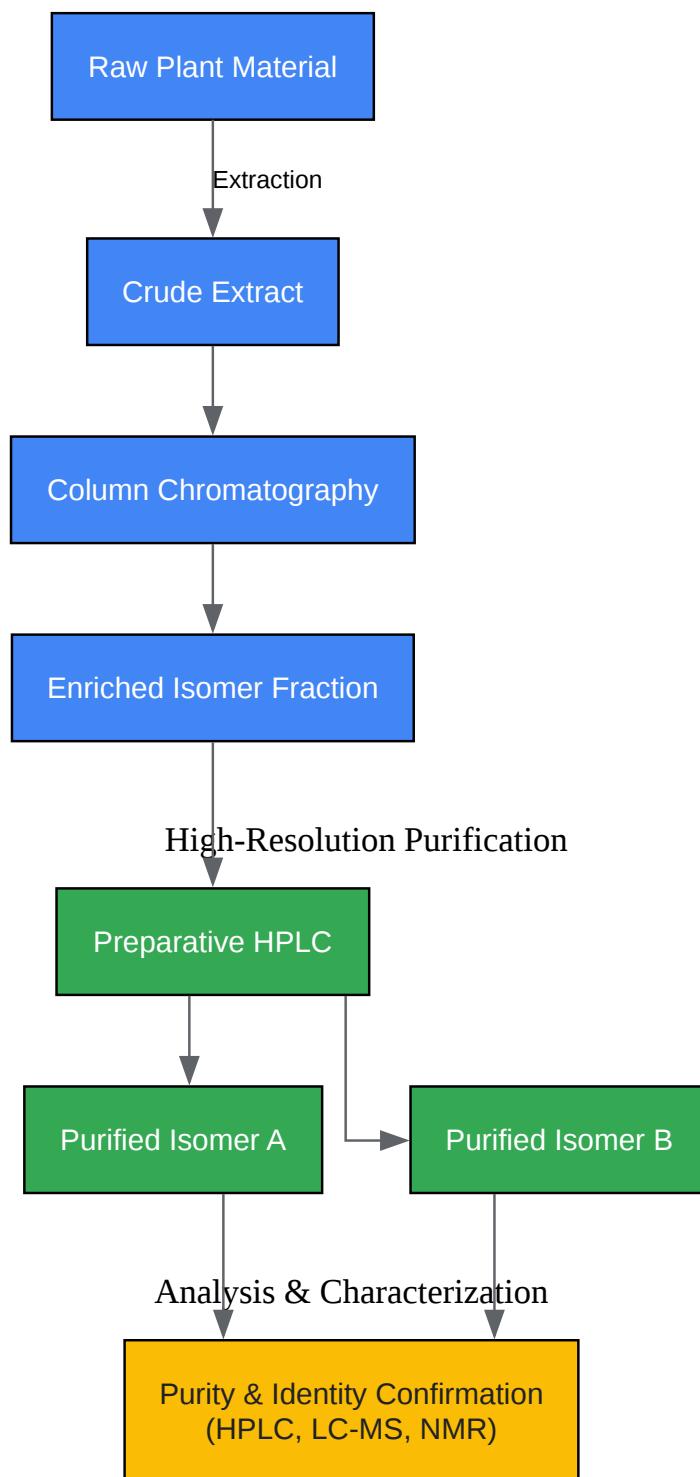 Raw Plant Material
Extraction
Crude Extract
Column Chromatography
Enriched Isomer Fraction
High-Resolution Purification
Preparative HPLC
Purified Isomer A
Purified Isomer B
Analysis & Characterization
Purity & Identity Confirmation
(HPLC, LC-MS, NMR)